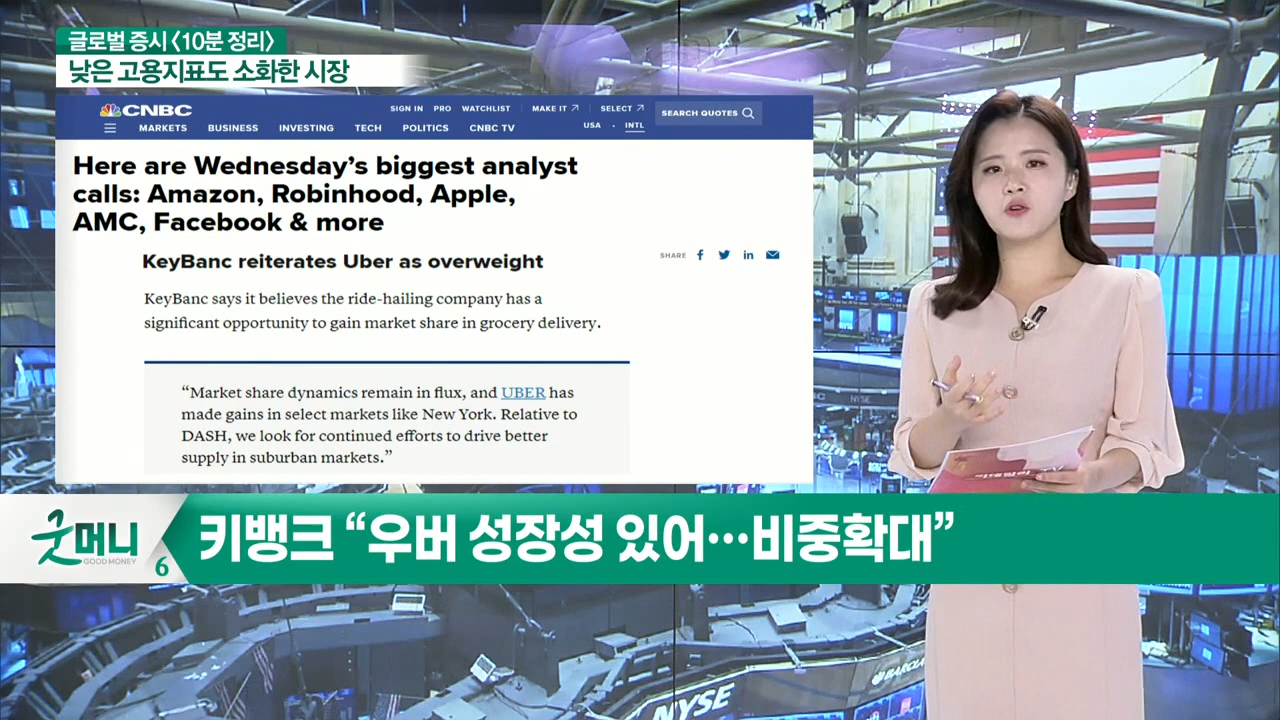 글로벌 증시 <10분 정리>
낮은 고용지표도 소화한 시장
CNBC
SIGN IN PRO WATCHLIST MAKE IT SELECT
SEARCH QUOTES
USA · INTL
MARKETS BUSINESS INVESTING TECH POLITICS CNBC TV
Here are Wednesday’s biggest analyst
calls: Amazon, Robinhood, Apple,
AMC, Facebook & more
KeyBanc reiterates Uber as overweight
SHARE
KeyBanc says it believes the ride-hailing company has a
significant opportunity to gain market share in grocery delivery.
“Market share dynamics remain in flux, and UBER has
made gains in select markets like New York. Relative to
DASH, we look for continued efforts to drive better
supply in suburban markets.”
굿머니
GOOD MONEY
6
키뱅크 “우버 성장성 있어…비중확대”
NYSE
BARCLA
NYSE